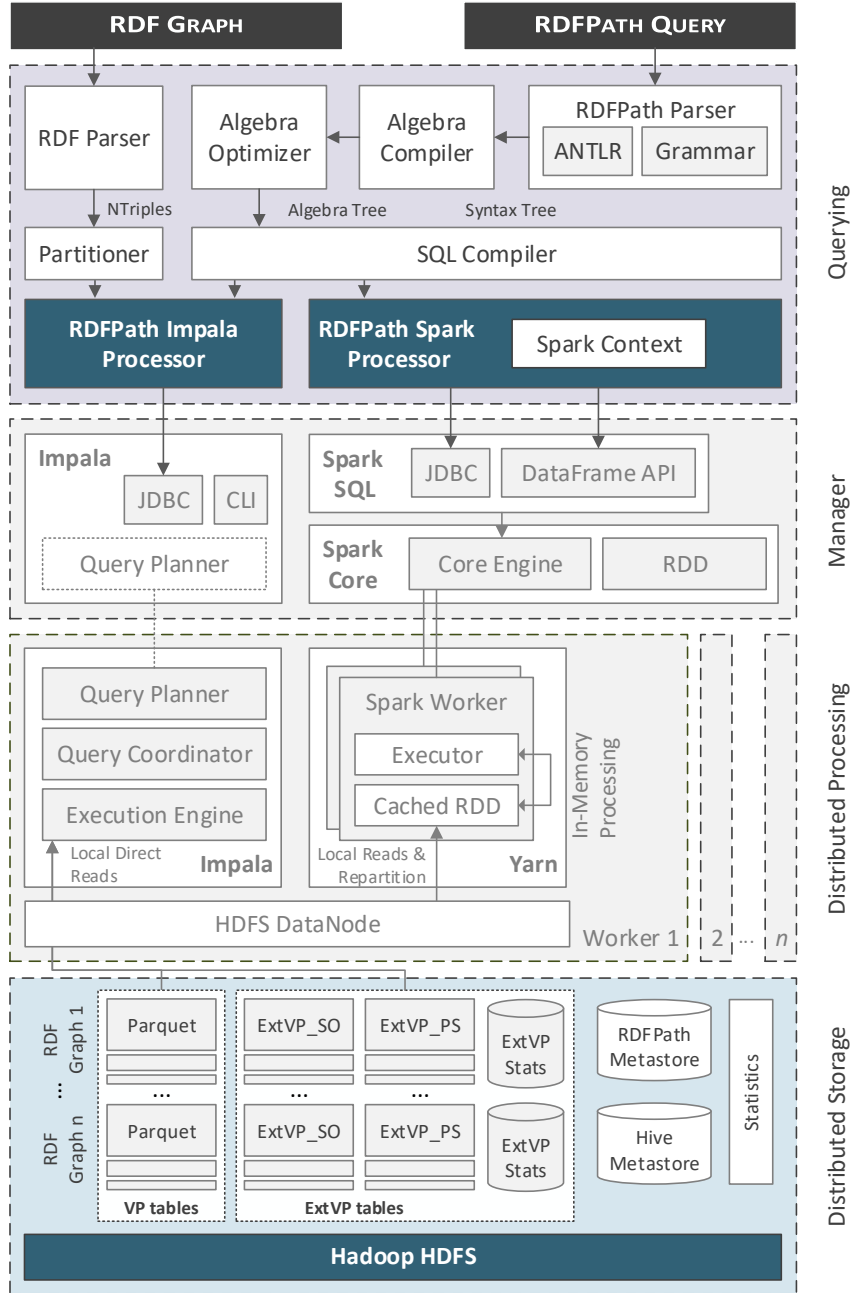 RDF GRAPH
RDFPATH QUERY
RDF Parser
Algebra
Optimizer
Algebra
Compiler
RDFPath Parser
ANTLR
Grammar
NTriples
Algebra Tree
Syntax Tree
Partitioner
SQL Compiler
RDFPath Impala
Processor
RDFPath Spark
Processor
Spark Context
Querying
Impala
JDBC
CLI
Query Planner
Spark
SQL
JDBC
DataFrame API
Spark
Core
Core Engine
RDD
Manager
Query Planner
Query Coordinator
Execution Engine
Local Direct
Reads
Impala
Spark Worker
Executor
Cached RDD
Local Reads &
Repartition
Yarn
In-Memory
Processing
HDFS DataNode
Worker 1
2
...
n
Distributed Processing
RDF
Graph 1
...
RDF
Graph n
Parquet
...
Parquet
VP tables
ExtVP_SO
...
ExtVP_SO
ExtVP_PS
...
ExtVP_PS
ExtVP
Stats
ExtVP
Stats
ExtVP tables
RDFPath
Metastore
Hive
Metastore
Statistics
Distributed Storage
Hadoop HDFS